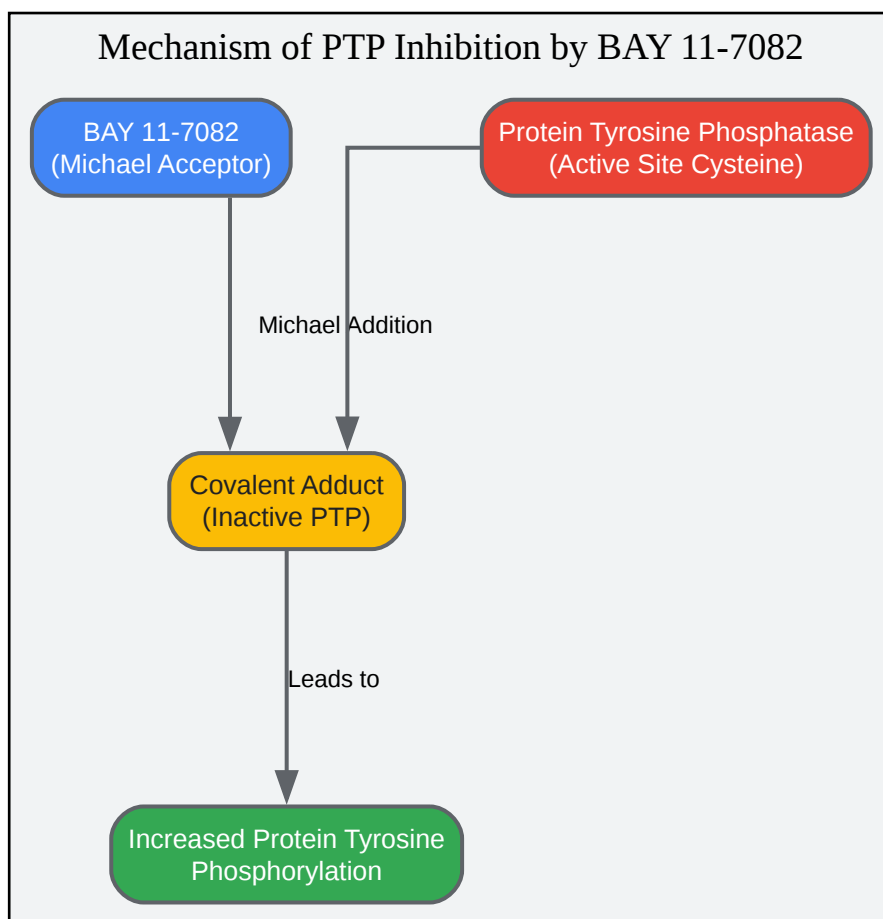 Mechanism of PTP Inhibition by BAY 11-7082
BAY 11-7082
(Michael Acceptor)
Protein Tyrosine Phosphatase
(Active Site Cysteine)
Michael Addition
Covalent Adduct
(Inactive PTP)
Leads to
Increased Protein Tyrosine
Phosphorylation